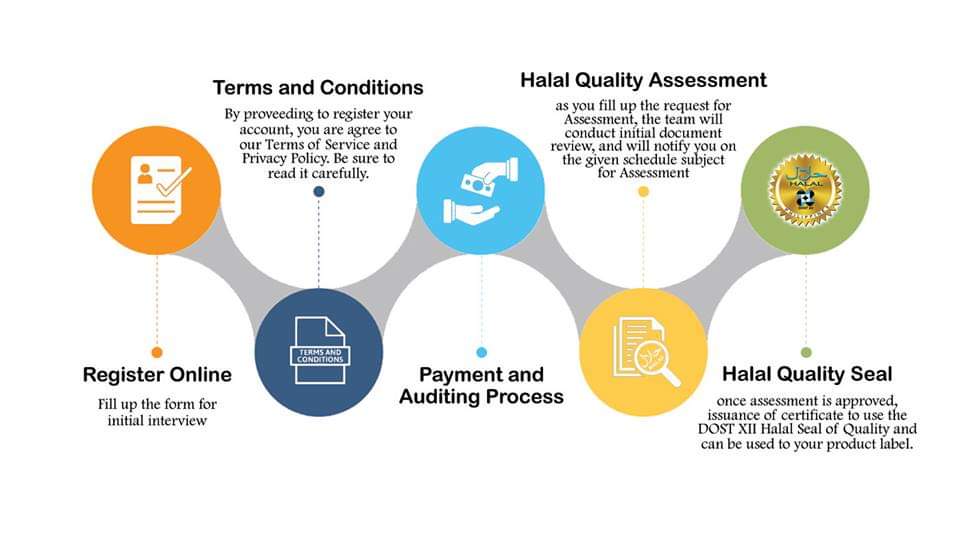 Terms and Conditions
By proveeding to register your
account, you are agree to
our Terms of Service and
Privacy Policy. Be sure to
read it carefully.
Halal Quality Assessment
as you fill up the request for
Assessment, the team will
conduct initial document
review, and will notify you on
the given schedule subject
for Assessment
حلال
HALAL
PHILIPPINES
TERMS AND
CONDITIONS
Register Online
Fill up the form for
initial interview
Payment and
Auditing Process
Halal Quality Seal
once assessment is approved,
issuance of certificate to use the
DOST XII Halal Seal of Quality and
can be used to your product label.